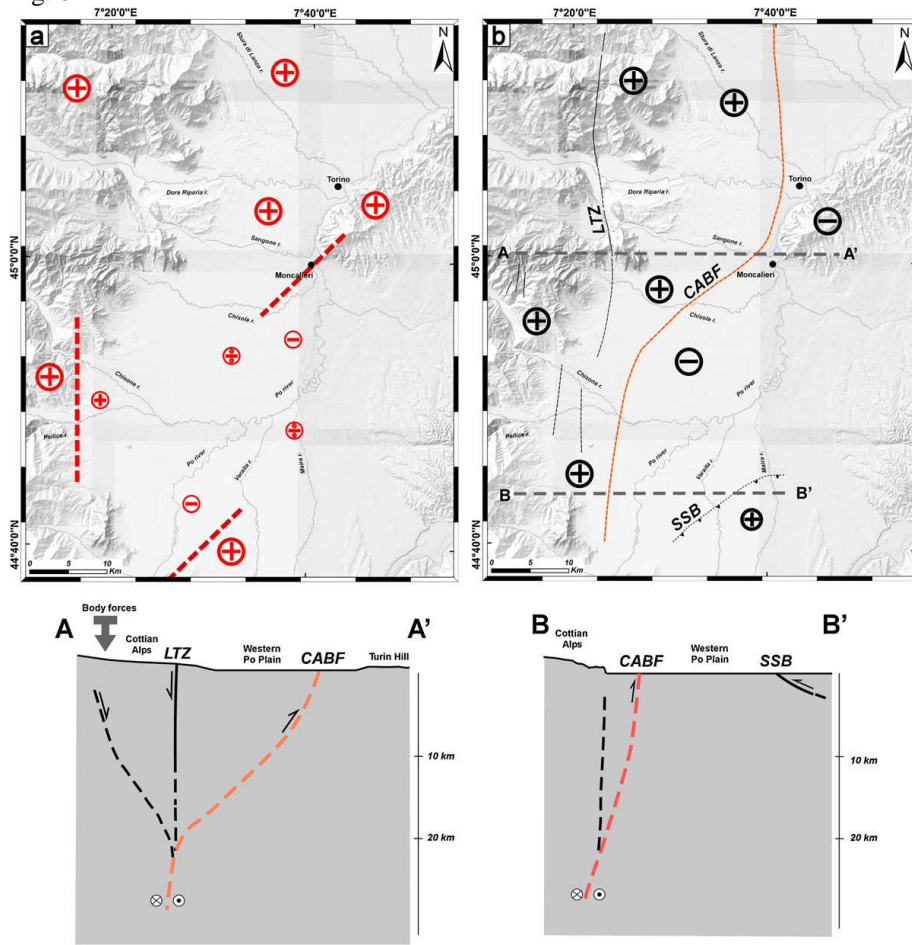 7°20'0"E
7°40'0"E
7°20'0"E
7°40'0"E
a
N
b
N
Stura di Lanzo r.
Stura di Lanzo r.
Torino
Torino
Dora Riparia r.
Dora Riparia r.
LTZ
Sangone r.
Sangone r.
45°0'0"N
A
A'
45°0'0"N
Moncalieri
Moncalieri
CABF
Chisola r.
Chisola r.
Chisone r.
Chisone r.
Po river
Po river
Pellice r.
Pellice r.
Po river
Varaita r.
Maira r.
Po river
Varaita r.
Maira r.
B
B'
SSB
44°40'0"N
44°40'0"N
0 5 10
Km
0 5 10
Km
Body forces
A
A'
Cottian
Alps
LTZ
Western
Po Plain
CABF
Turin Hill
10 km
20 km
B
B'
Cottian
Alps
CABF
Western
Po Plain
SSB
10 km
20 km